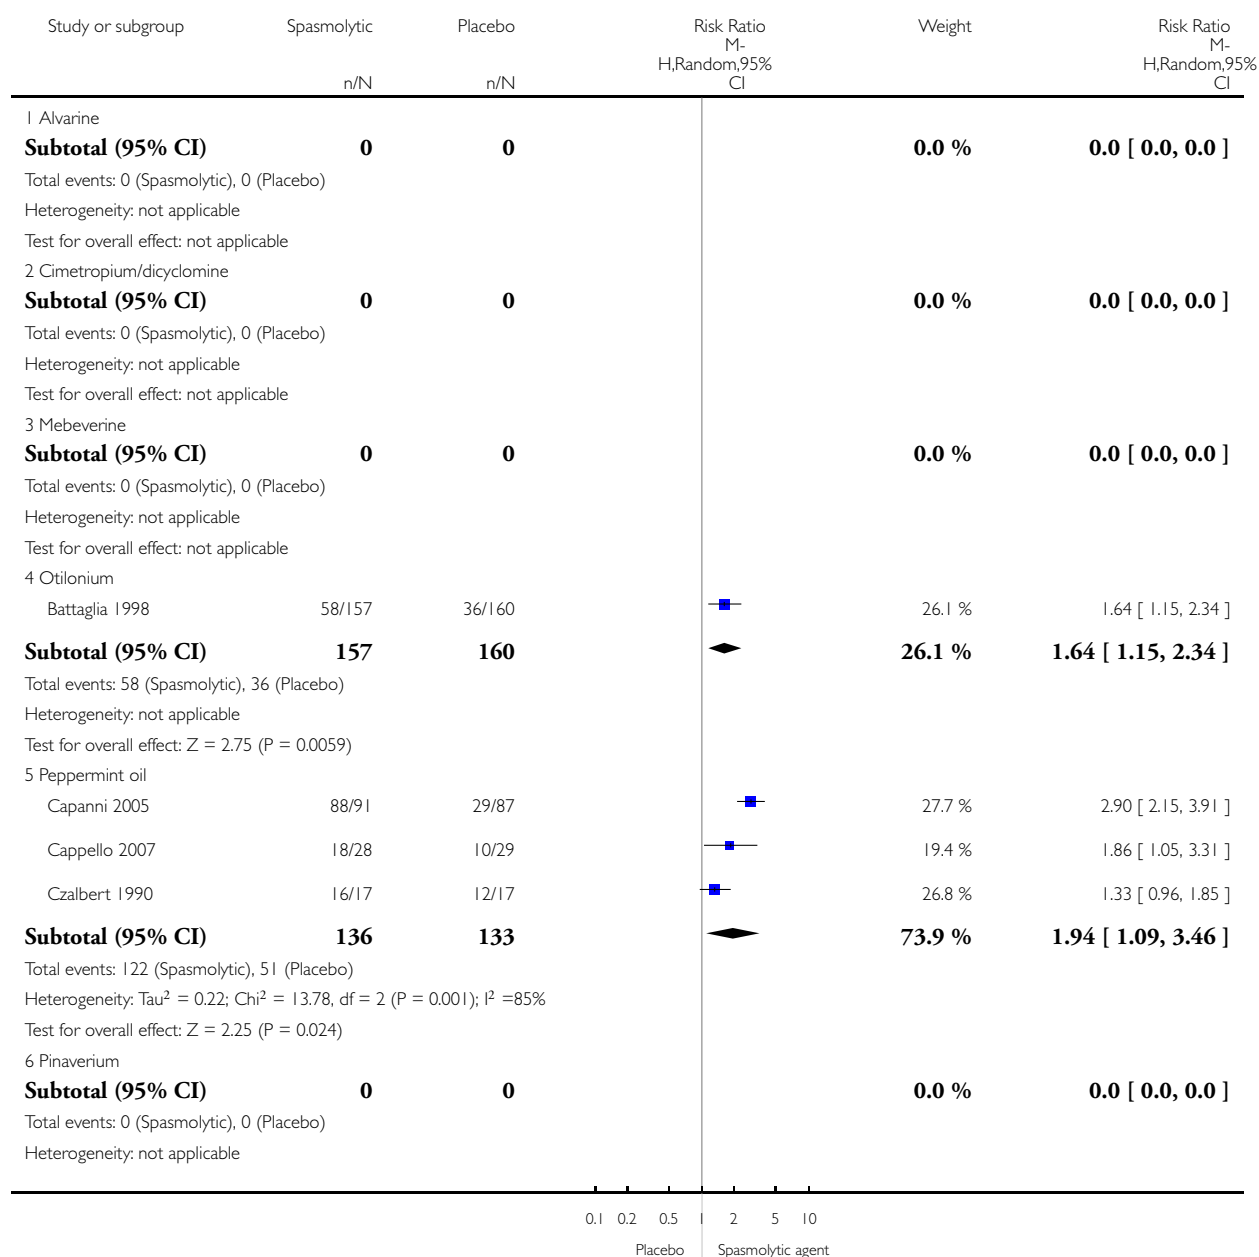 Study or subgroup Spasmolytic Placebo Risk Ratio Weight Risk Ratio
M- M-
H,Random,95% H,Random,95%
n/N n/N CI CI
1 Alvarine
Subtotal (95% CI) 0 0 0.0 % 0.0 [ 0.0, 0.0 ]
Total events: 0 (Spasmolytic), 0 (Placebo)
Heterogeneity: not applicable
Test for overall effect: not applicable
2 Cimetropium/dicyclomine
Subtotal (95% CI) 0 0 0.0 % 0.0 [ 0.0, 0.0 ]
Total events: 0 (Spasmolytic), 0 (Placebo)
Heterogeneity: not applicable
Test for overall effect: not applicable
3 Mebeverine
Subtotal (95% CI) 0 0 0.0 % 0.0 [ 0.0, 0.0 ]
Total events: 0 (Spasmolytic), 0 (Placebo)
Heterogeneity: not applicable
Test for overall effect: not applicable
4 Otilonium
Battaglia 1998 58/157 36/160 26.1 % 1.64 [ 1.15, 2.34 ]
Subtotal (95% CI) 157 160 26.1 % 1.64 [ 1.15, 2.34 ]
Total events: 58 (Spasmolytic), 36 (Placebo)
Heterogeneity: not applicable
Test for overall effect: Z = 2.75 (P = 0.0059)
5 Peppermint oil
Capanni 2005 88/91 29/87 27.7 % 2.90 [ 2.15, 3.91 ]
Cappello 2007 18/28 10/29 19.4 % 1.86 [ 1.05, 3.31 ]
Czalbert 1990 16/17 12/17 26.8 % 1.33 [ 0.96, 1.85 ]
Subtotal (95% CI) 136 133 73.9 % 1.94 [ 1.09, 3.46 ]
Total events: 122 (Spasmolytic), 51 (Placebo)
Heterogeneity: Tau² = 0.22; Chi² = 13.78, df = 2 (P = 0.001); I² =85%
Test for overall effect: Z = 2.25 (P = 0.024)
6 Pinaverium
Subtotal (95% CI) 0 0 0.0 % 0.0 [ 0.0, 0.0 ]
Total events: 0 (Spasmolytic), 0 (Placebo)
Heterogeneity: not applicable
0.1 0.2 0.5 1 2 5 10
Placebo Spasmolytic agent